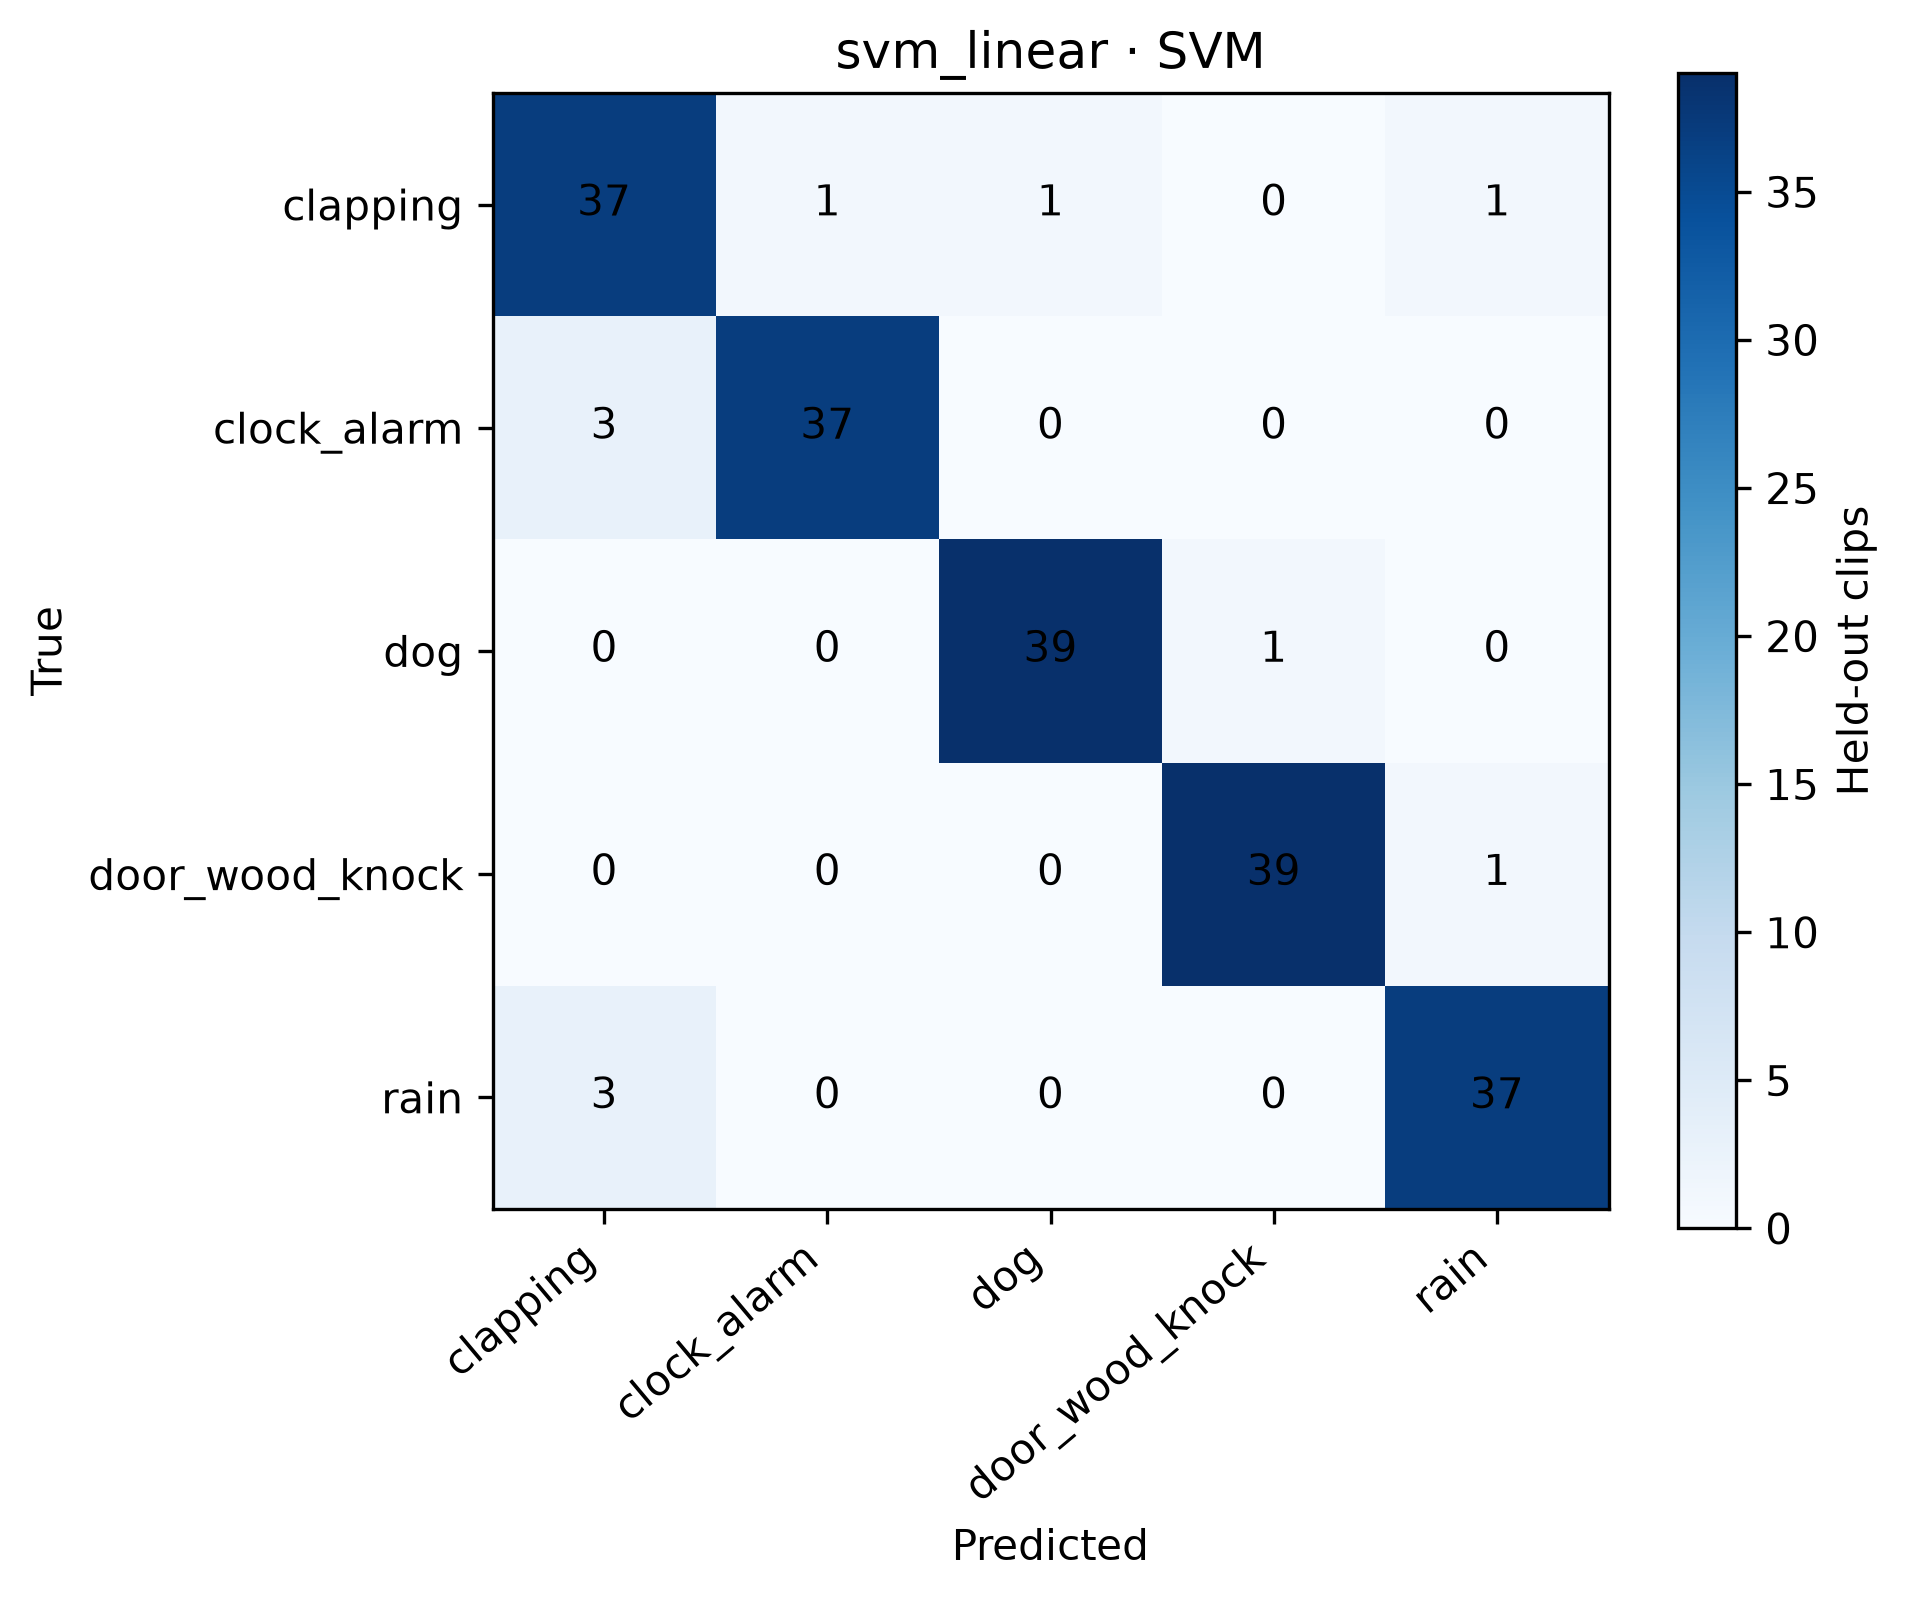 svm_linear · SVM
clapping 37 1 1 0 1
clock_alarm 3 37 0 0 0
dog 0 0 39 1 0
door_wood_knock 0 0 0 39 1
rain 3 0 0 0 37
True
clapping clock_alarm dog door_wood_knock rain
Predicted
35
30
25
20
15
10
5
0
Held-out clips